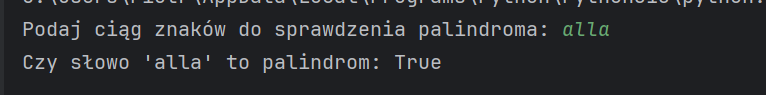 Podaj ciąg znaków do sprawdzenia palindroma: alla
Czy słowo 'alla' to palindrom: True